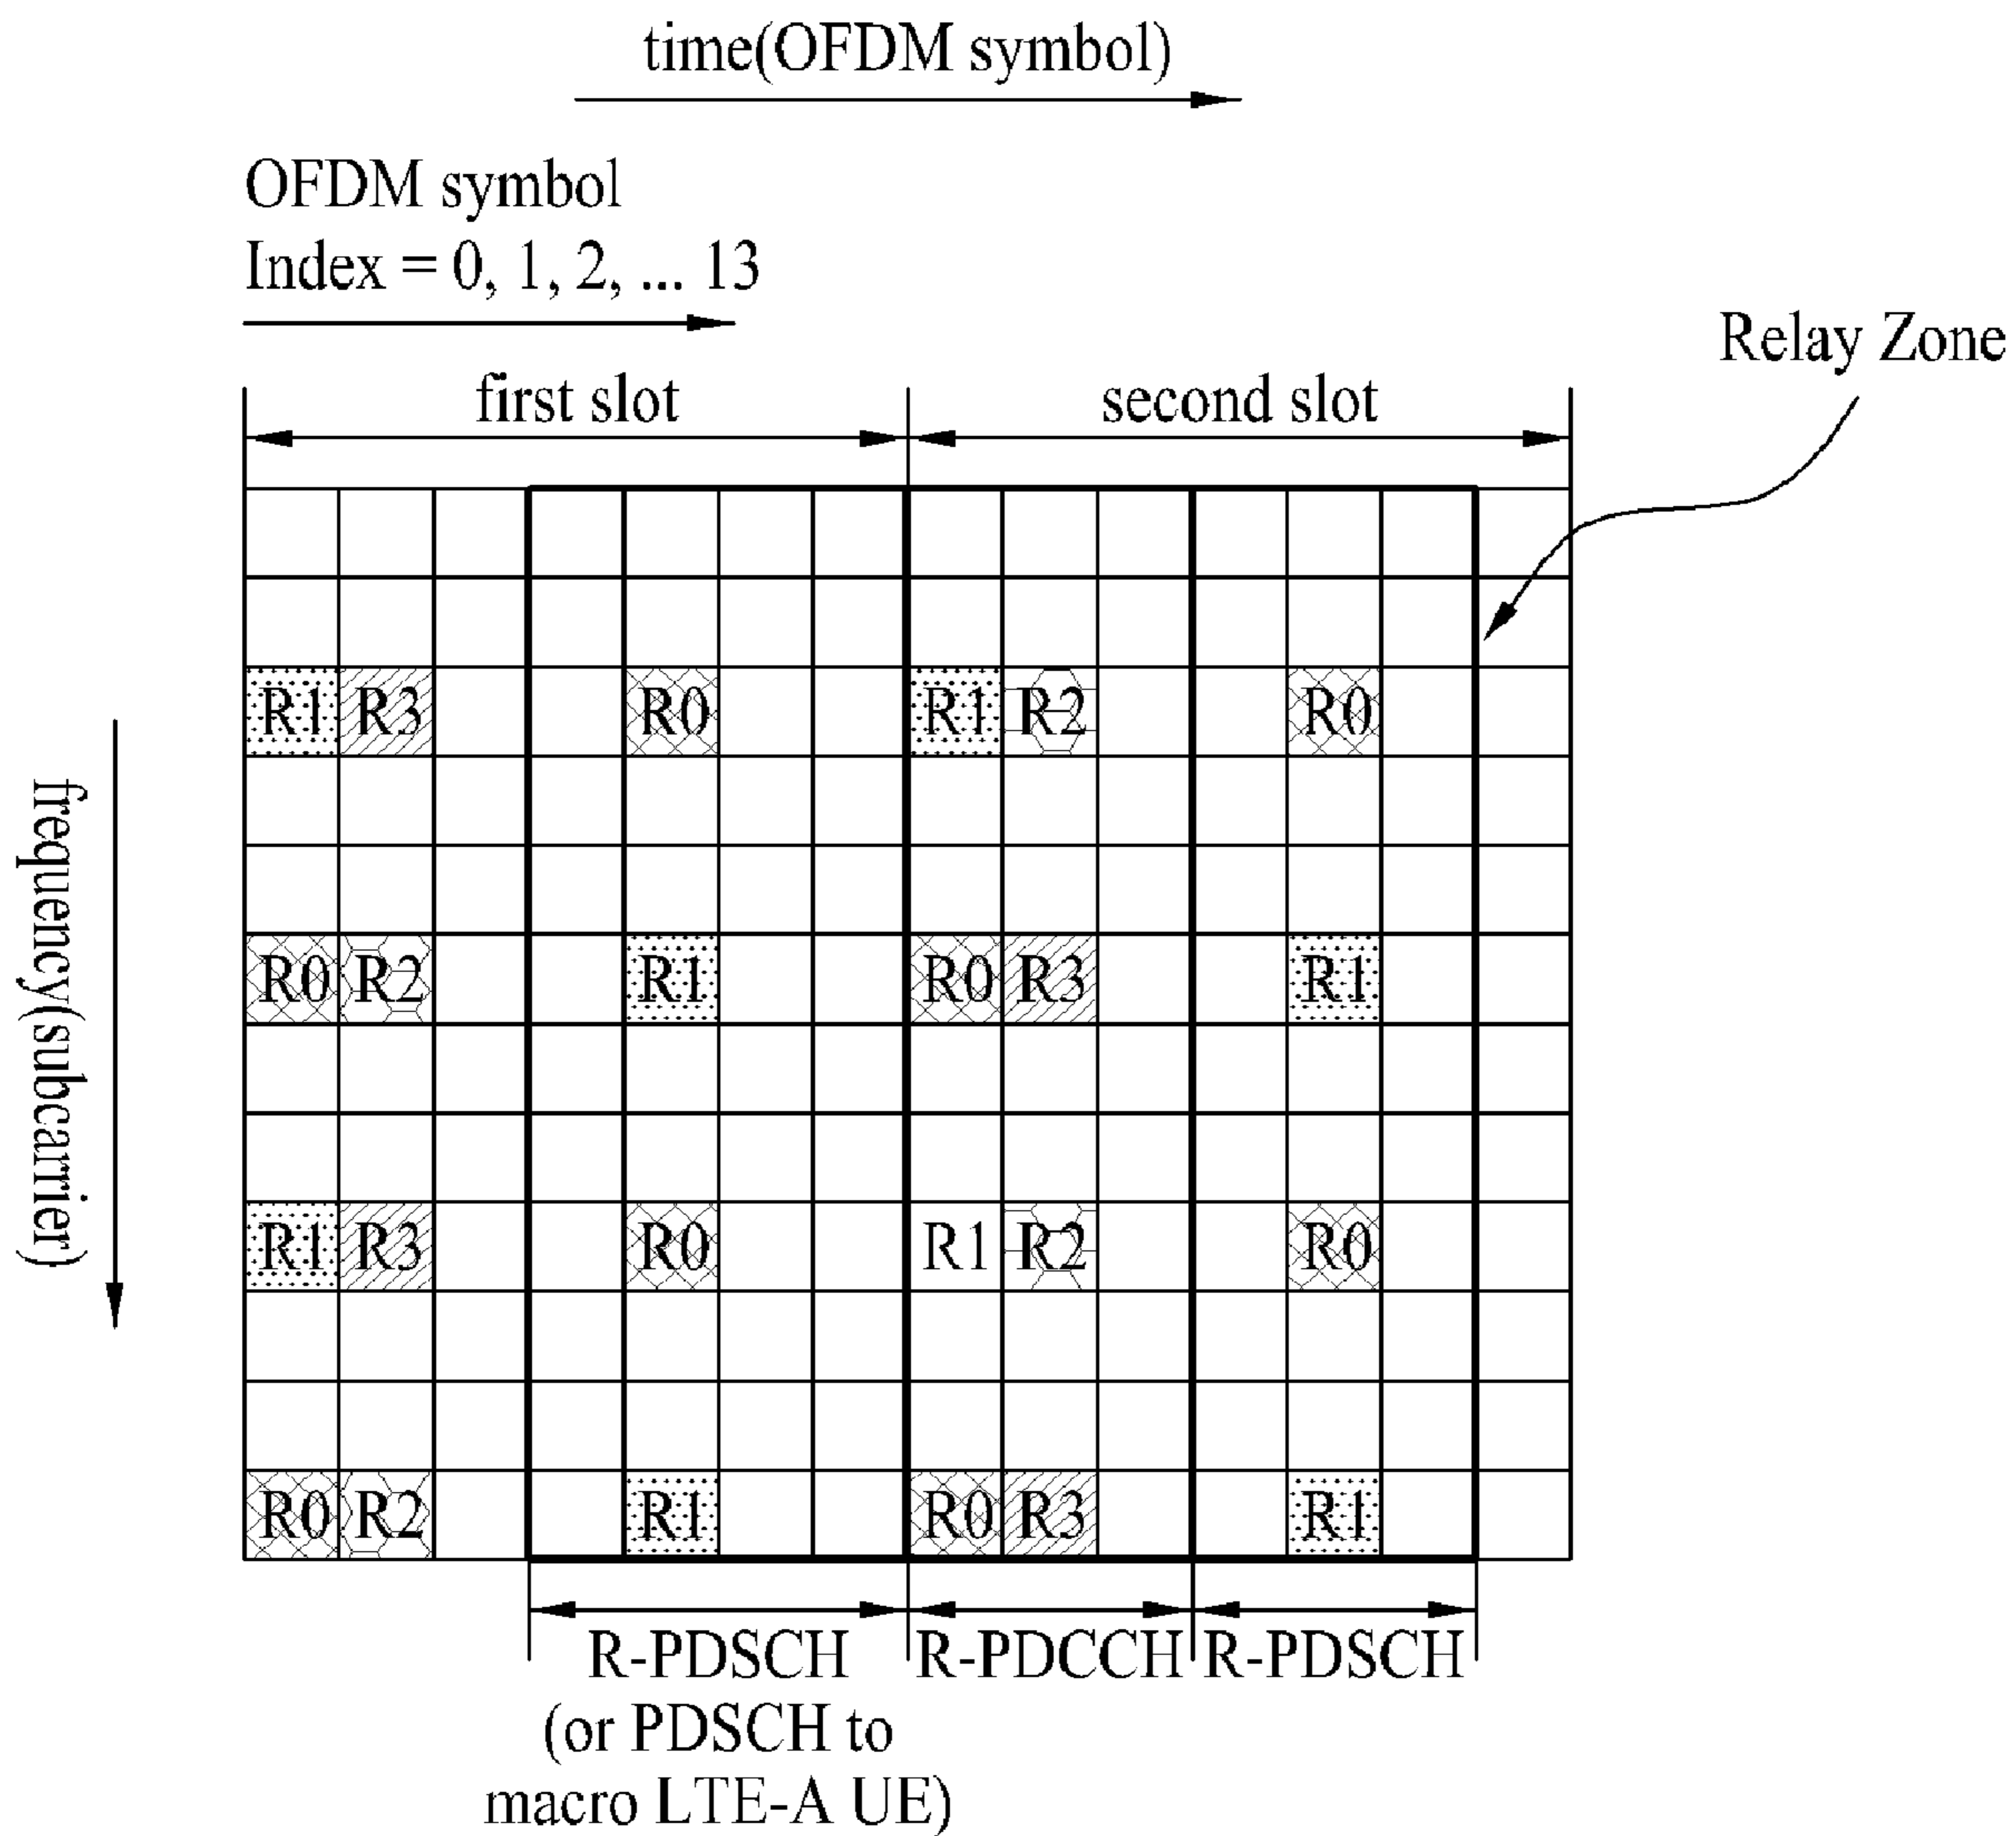 time(OFDM symbol)
OFDM symbol
Index = 0, 1, 2, ... 13
Relay Zone
first slot
second slot
R1 R3 R0 R1 R2 R0
frequency(subcarrier)
R0 R2 R1 R0 R3 R1
R1 R3 R0 R1 R2 R0
R0 R2 R1 R0 R3 R1
R-PDSCH R-PDCCH R-PDSCH
(or PDSCH to
macro LTE-A UE)